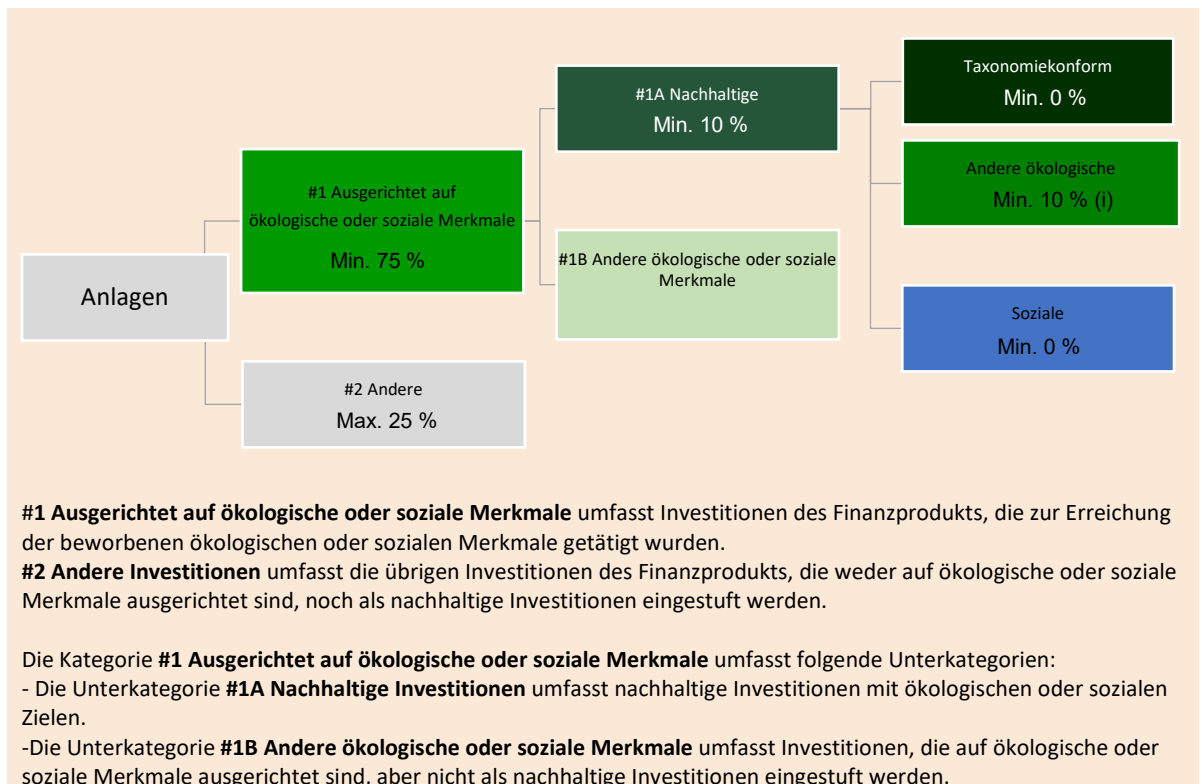 Anlagen
#1 Ausgerichtet auf
ökologische oder soziale Merkmale
Min. 75 %
#2 Andere
Max. 25 %
#1A Nachhaltige
Min. 10 %
#1B Andere ökologische oder soziale
Merkmale
Taxonomiekonform
Min. 0 %
Andere ökologische
Min. 10 % (i)
Soziale
Min. 0 %
#1 Ausgerichtet auf ökologische oder soziale Merkmale umfasst Investitionen des Finanzprodukts, die zur Erreichung
der beworbenen ökologischen oder sozialen Merkmale getätigt wurden.
#2 Andere Investitionen umfasst die übrigen Investitionen des Finanzprodukts, die weder auf ökologische oder soziale
Merkmale ausgerichtet sind, noch als nachhaltige Investitionen eingestuft werden.
Die Kategorie #1 Ausgerichtet auf ökologische oder soziale Merkmale umfasst folgende Unterkategorien:
- Die Unterkategorie #1A Nachhaltige Investitionen umfasst nachhaltige Investitionen mit ökologischen oder sozialen
Zielen.
-Die Unterkategorie #1B Andere ökologische oder soziale Merkmale umfasst Investitionen, die auf ökologische oder
soziale Merkmale ausgerichtet sind, aber nicht als nachhaltige Investitionen eingestuft werden.